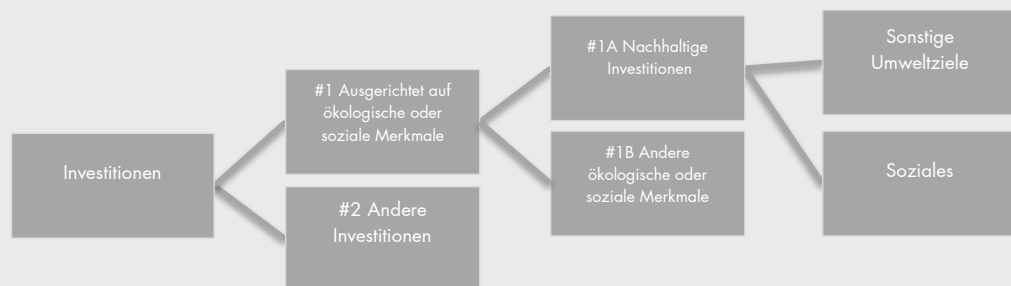 Investitionen
#1 Ausgerichtet auf
ökologische oder
soziale Merkmale
#2 Andere
Investitionen
#1A Nachhaltige
Investitionen
#1B Andere
ökologische oder
soziale Merkmale
Sonstige
Umweltziele
Soziales